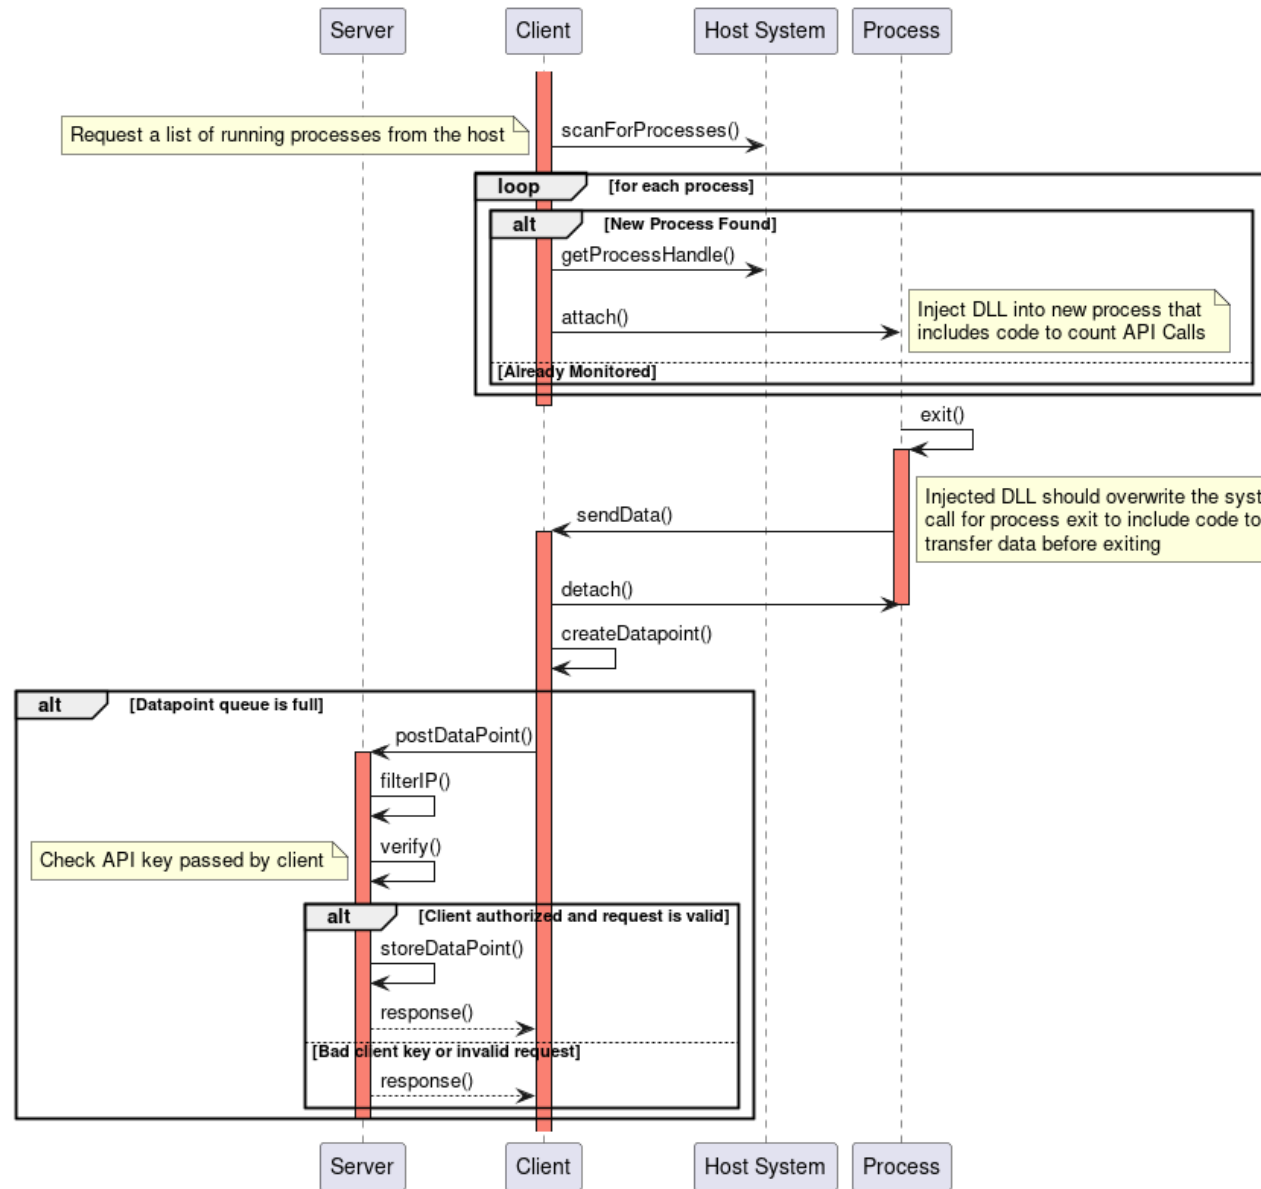 Server
Client
Host System
Process
Request a list of running processes from the host
scanForProcesses()
loop
[for each process]
alt
[New Process Found]
getProcessHandle()
Inject DLL into new process that
includes code to count API Calls
attach()
[Already Monitored]
exit()
Injected DLL should overwrite the syst
call for process exit to include code to
transfer data before exiting
sendData()
detach()
createDatapoint()
alt
[Datapoint queue is full]
postDataPoint()
filterIP()
Check API key passed by client
verify()
alt
[Client authorized and request is valid]
storeDataPoint()
response()
[Bad client key or invalid request]
response()
Server
Client
Host System
Process